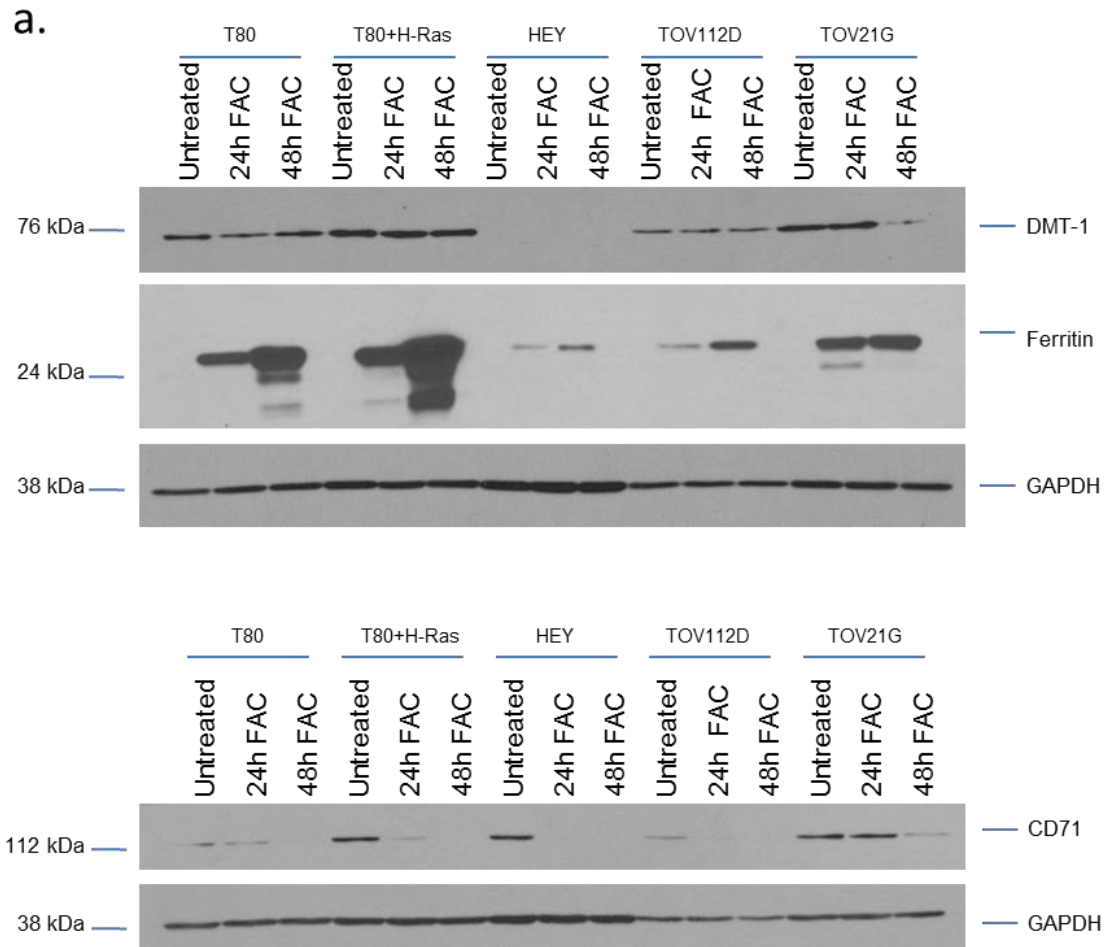 a.
T80 T80+H-Ras HEY TOV112D TOV21G
Untreated 24h FAC 48h FAC Untreated 24h FAC 48h FAC Untreated 24h FAC 48h FAC Untreated 24h FAC 48h FAC Untreated 24h FAC 48h FAC
76 kDa DMT-1
Ferritin
24 kDa
38 kDa GAPDH
T80 T80+H-Ras HEY TOV112D TOV21G
Untreated 24h FAC 48h FAC Untreated 24h FAC 48h FAC Untreated 24h FAC 48h FAC Untreated 24h FAC 48h FAC Untreated 24h FAC 48h FAC
CD71
112 kDa
38 kDa GAPDH